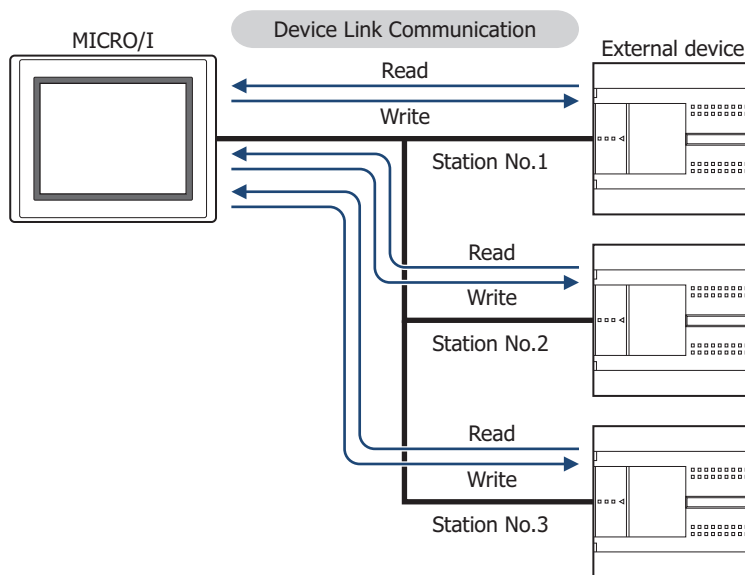 Device Link Communication
MICRO/I
External device
Read
Write
Station No.1
Read
Write
Station No.2
Read
Write
Station No.3